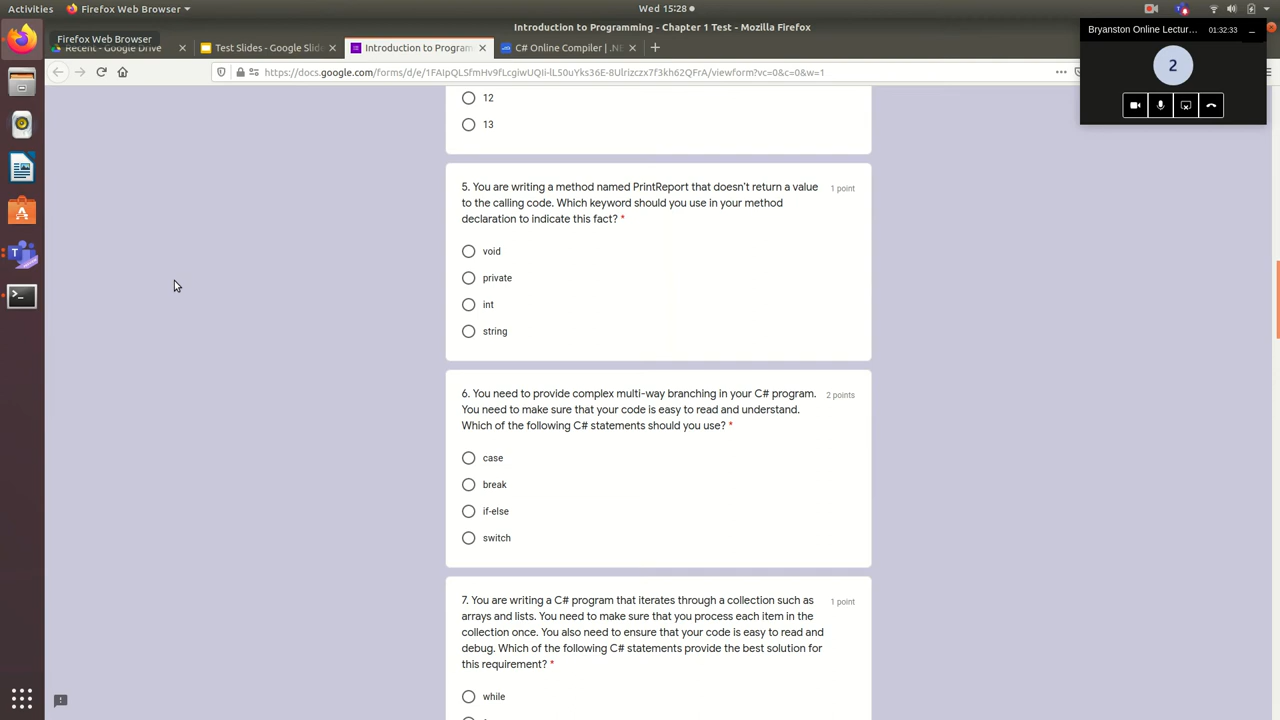 Activities
Firefox Web Browser
Wed 15:28
Introduction to Programming - Chapter 1 Test - Mozilla Firefox
Firefox Web Browser
Recent - Google Drive
Test Slides - Google Slide
Introduction to Program
C# Online Compiler | .NE
https://docs.google.com/forms/d/e/1FAIpQLSfmHv9fLcgiwUQIi-lLS0uYks36E-8Ulrizczx7f3kh62QFrA/viewform?vc=0&c=0&w=1
Bryanston Online Lectur...
01:32:33
2
12
13
5. You are writing a method named PrintReport that doesn't return a value
to the calling code. Which keyword should you use in your method
declaration to indicate this fact? *
1 point
void
private
int
string
6. You need to provide complex multi-way branching in your C# program.
You need to make sure that your code is easy to read and understand.
Which of the following C# statements should you use? *
2 points
case
break
if-else
switch
7. You are writing a C# program that iterates through a collection such as
arrays and lists. You need to make sure that you process each item in the
collection once. You also need to ensure that your code is easy to read and
debug. Which of the following C# statements provide the best solution for
this requirement? *
1 point
while